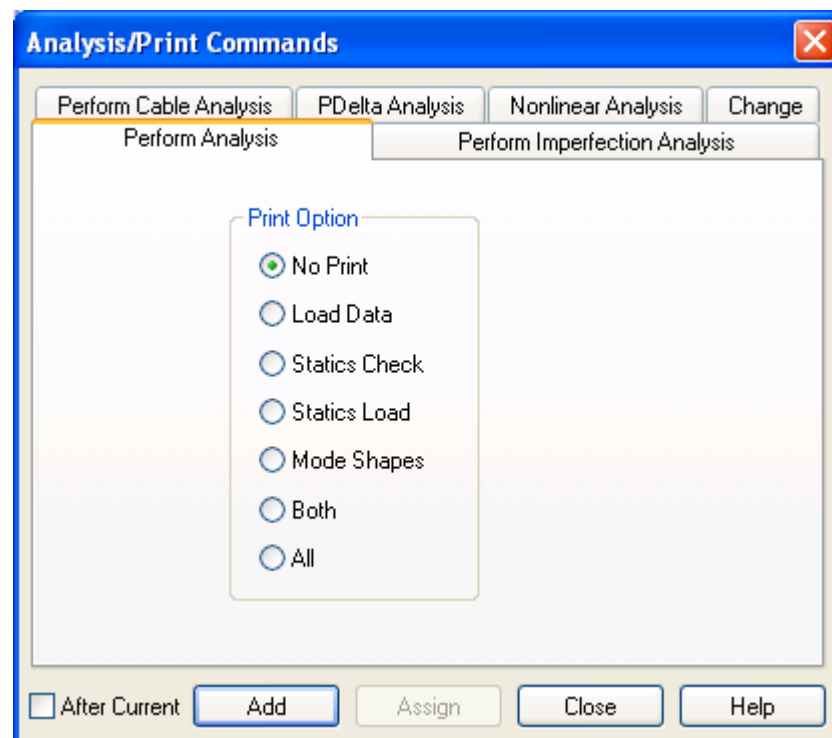 Analysis/Print Commands
Perform Cable Analysis PDelta Analysis Nonlinear Analysis Change
Perform Analysis Perform Imperfection Analysis
Print Option
No Print
Load Data
Statics Check
Statics Load
Mode Shapes
Both
All
After Current Add Assign Close Help